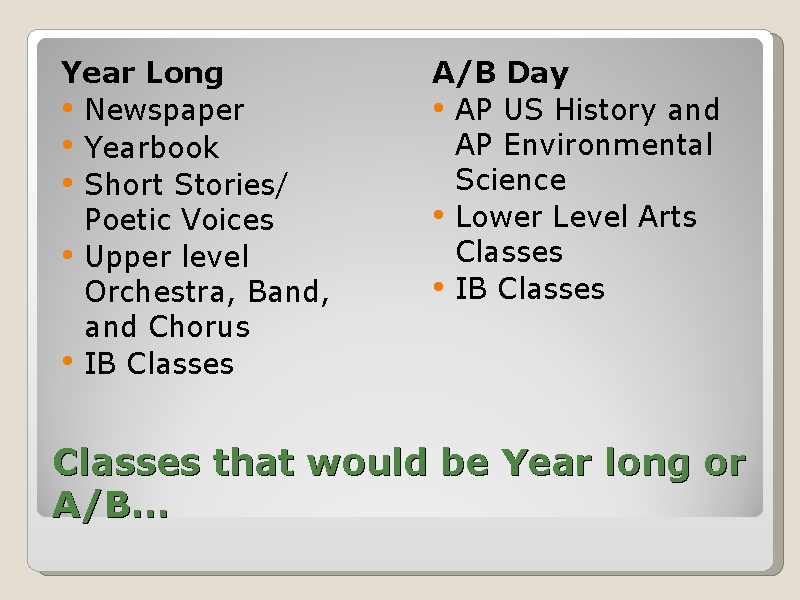 Year Long
• Newspaper
• Yearbook
• Short Stories/
Poetic Voices
• Upper level
Orchestra, Band,
and Chorus
• IB Classes
A/B Day
• AP US History and
AP Environmental
Science
• Lower Level Arts
Classes
• IB Classes
Classes that would be Year long or
A/B…